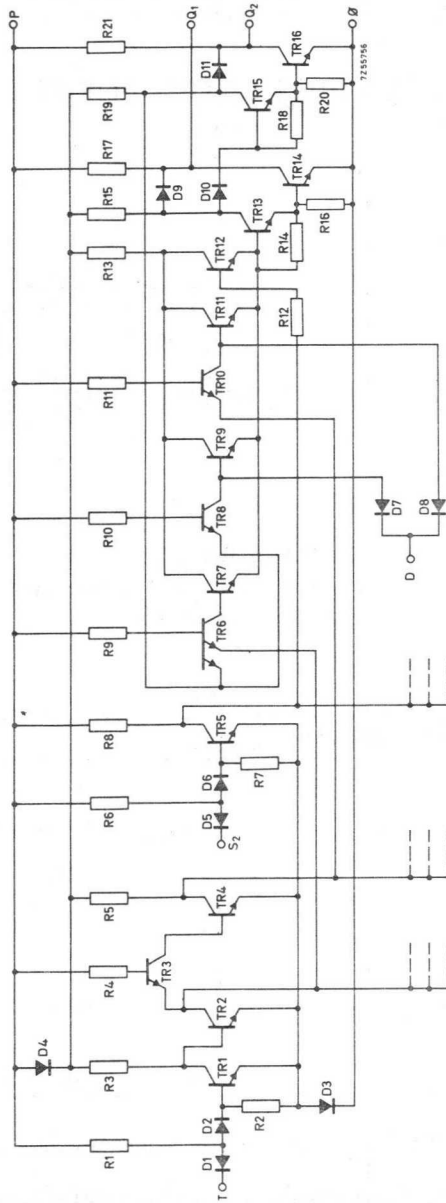 P
D4
R1
R3
R4
R5
R6
R8
R9
R10
R11
R13
R15
R17
R19
R21
Q1
Q2
TR3
D9
D10
D11
T
D1
D2
TR1
TR2
TR4
S2
D5
D6
TR5
TR6
TR7
TR8
TR9
TR10
TR11
TR12
TR13
TR15
TR16
R2
R7
R12
R14
R16
R18
R20
D3
Ø
7Z55756
D
D7
D8